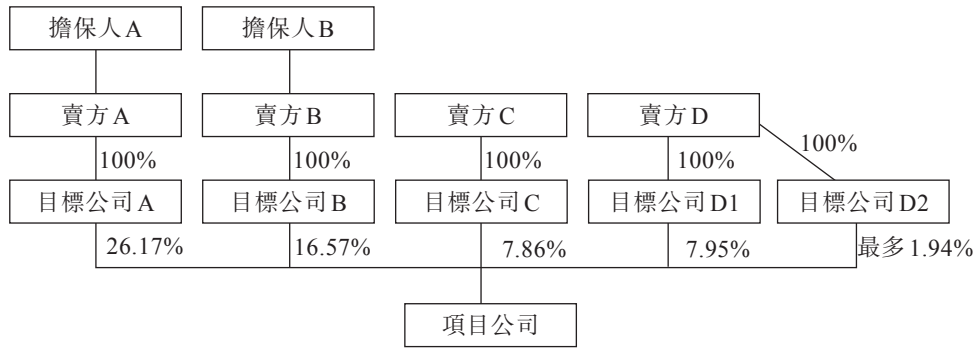 擔保人A
擔保人B
賣方A
賣方B
賣方C
賣方D
100%
100%
100%
100%
100%
目標公司A
目標公司B
目標公司C
目標公司D1
目標公司D2
26.17%
16.57%
7.86%
7.95%
最多1.94%
項目公司